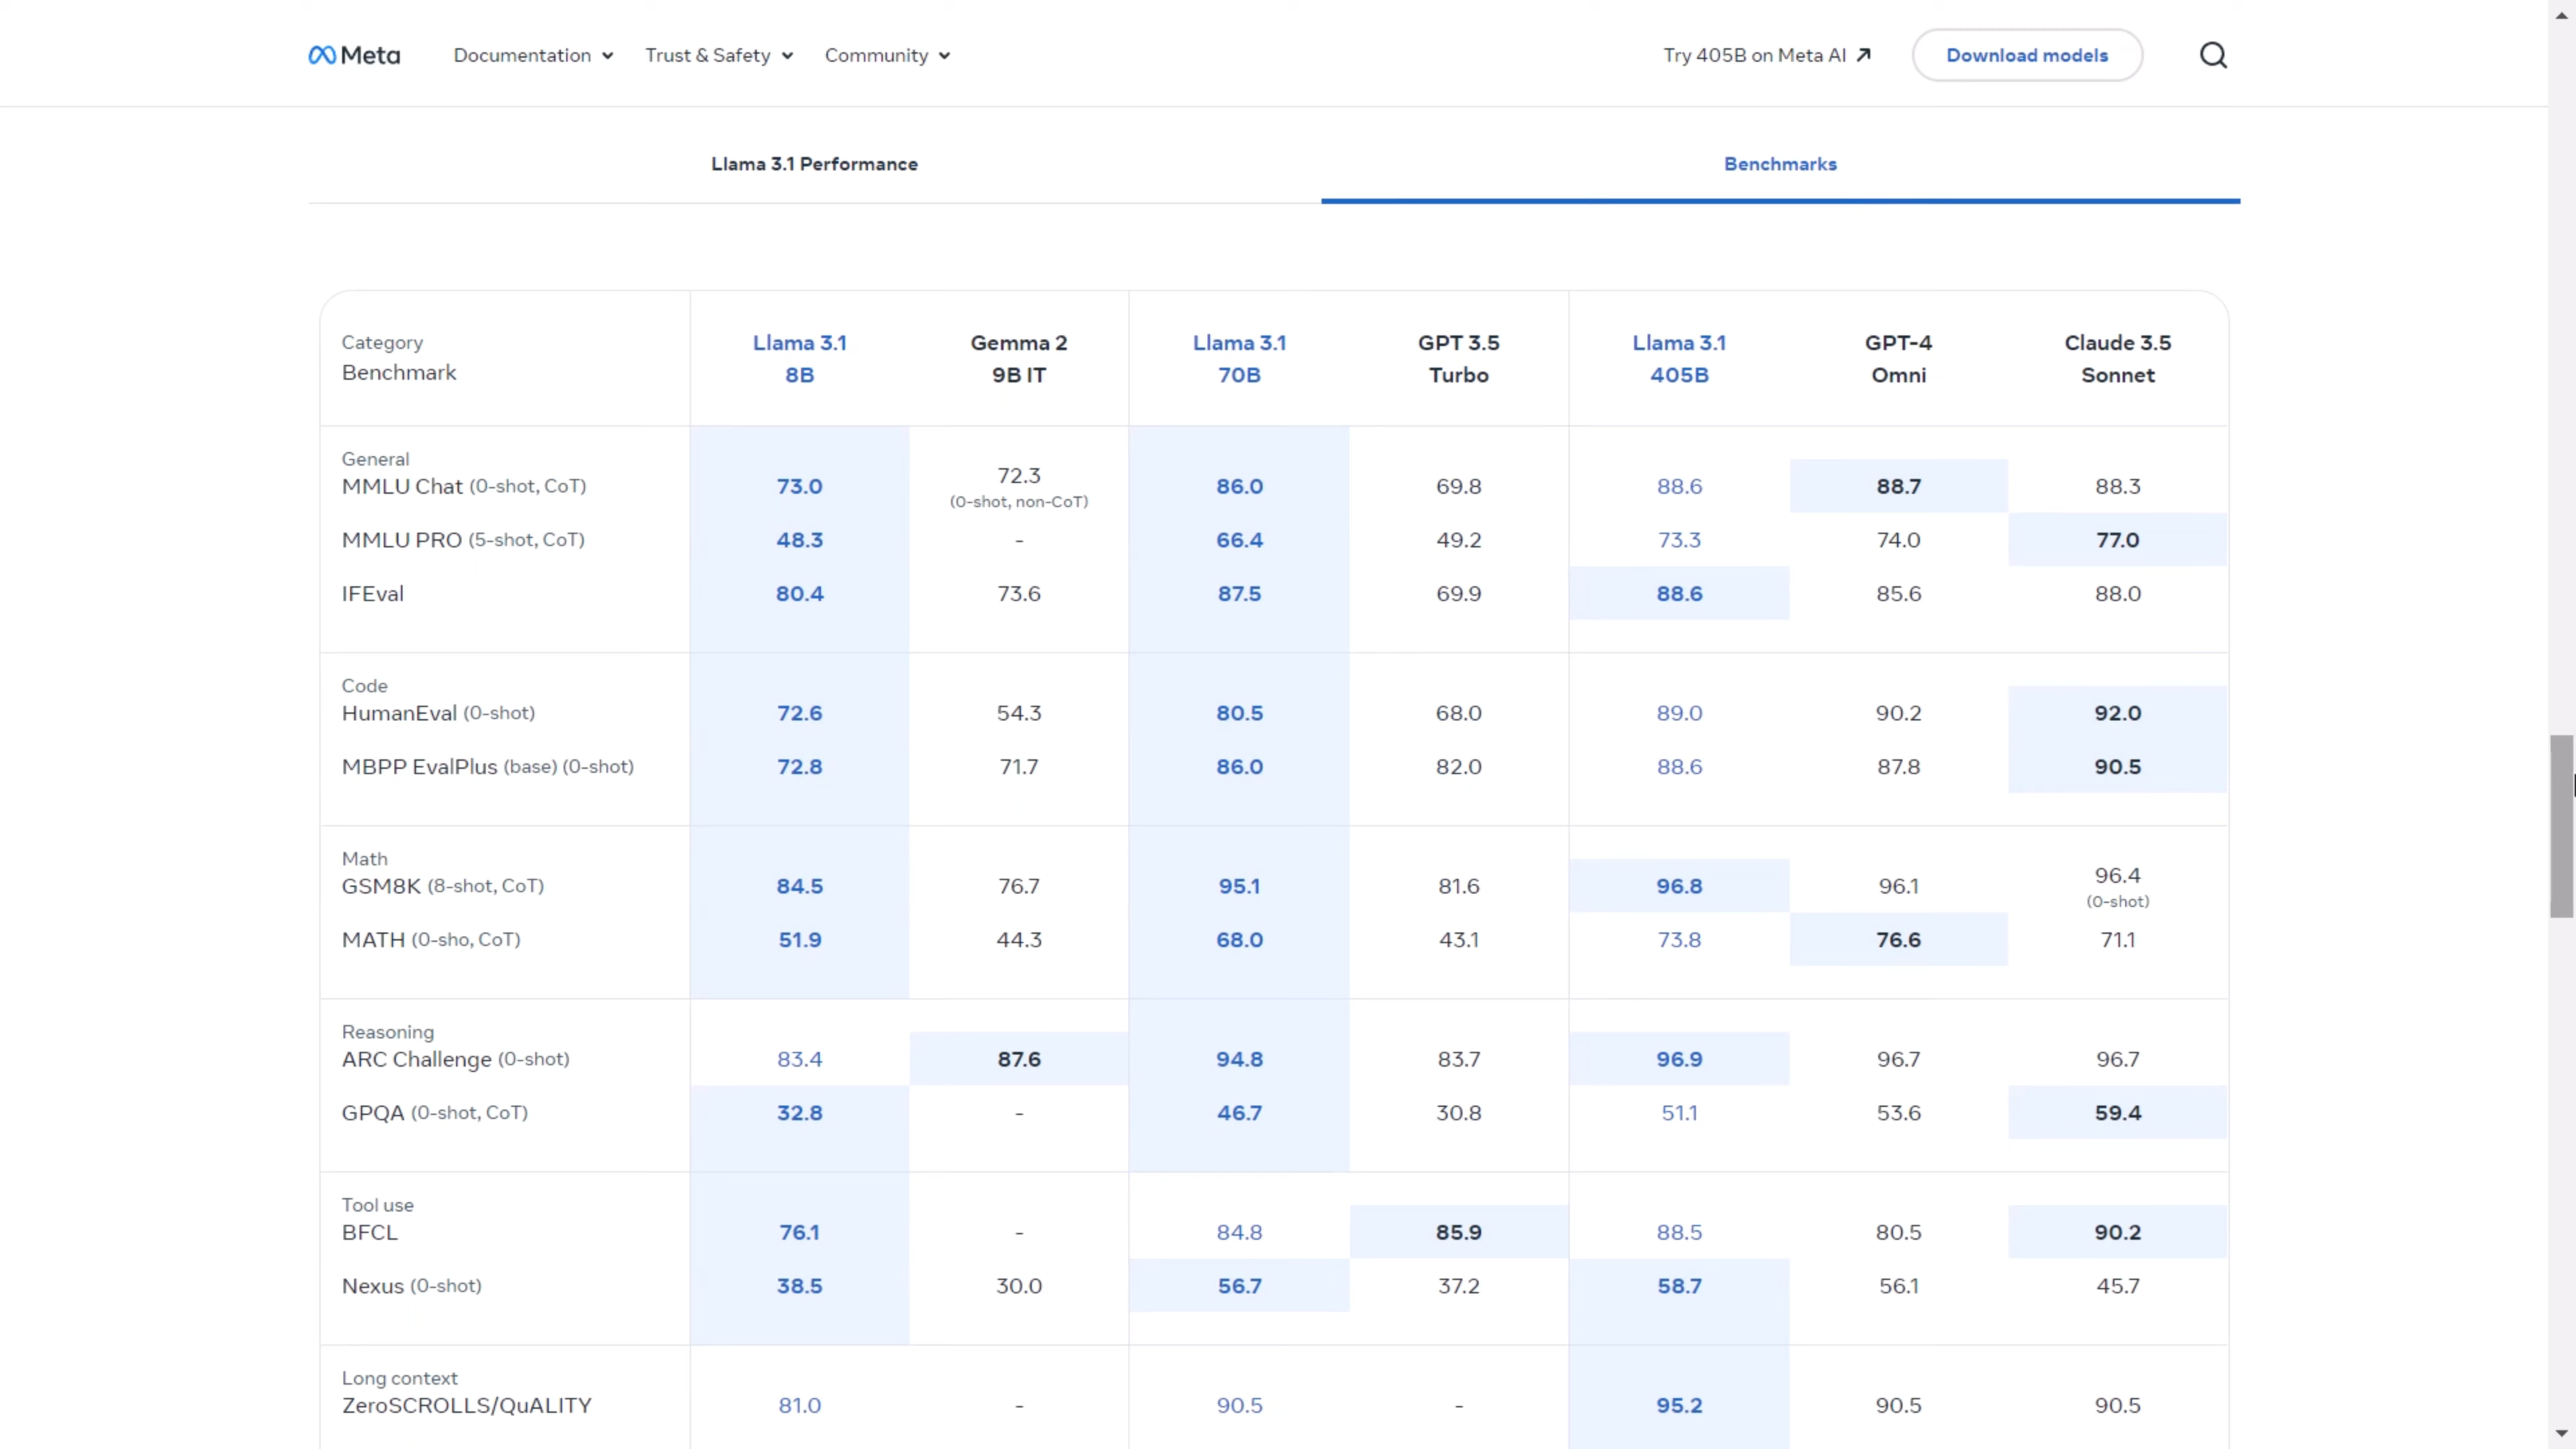 Meta Documentation Trust & Safety Community Try 405B on Meta AI Download models
Llama 3.1 Performance Benchmarks
Category
Benchmark
Llama 3.1
8B
Gemma 2
9B IT
Llama 3.1
70B
GPT 3.5
Turbo
Llama 3.1
405B
GPT-4
Omni
Claude 3.5
Sonnet
General
MMLU Chat (0-shot, CoT) 73.0 72.3 (0-shot, non-CoT) 86.0 69.8 88.6 88.7 88.3
MMLU PRO (5-shot, CoT) 48.3 - 66.4 49.2 73.3 74.0 77.0
IFEval 80.4 73.6 87.5 69.9 88.6 85.6 88.0
Code
HumanEval (0-shot) 72.6 54.3 80.5 68.0 89.0 90.2 92.0
MBPP EvalPlus (base) (0-shot) 72.8 71.7 86.0 82.0 88.6 87.8 90.5
Math
GSM8K (8-shot, CoT) 84.5 76.7 95.1 81.6 96.8 96.1 96.4 (0-shot)
MATH (0-sho, CoT) 51.9 44.3 68.0 43.1 73.8 76.6 71.1
Reasoning
ARC Challenge (0-shot) 83.4 87.6 94.8 83.7 96.9 96.7 96.7
GPQA (0-shot, CoT) 32.8 - 46.7 30.8 51.1 53.6 59.4
Tool use
BFCL 76.1 - 84.8 85.9 88.5 80.5 90.2
Nexus (0-shot) 38.5 30.0 56.7 37.2 58.7 56.1 45.7
Long context
ZeroSCROLLS/QuALITY 81.0 - 90.5 - 95.2 90.5 90.5